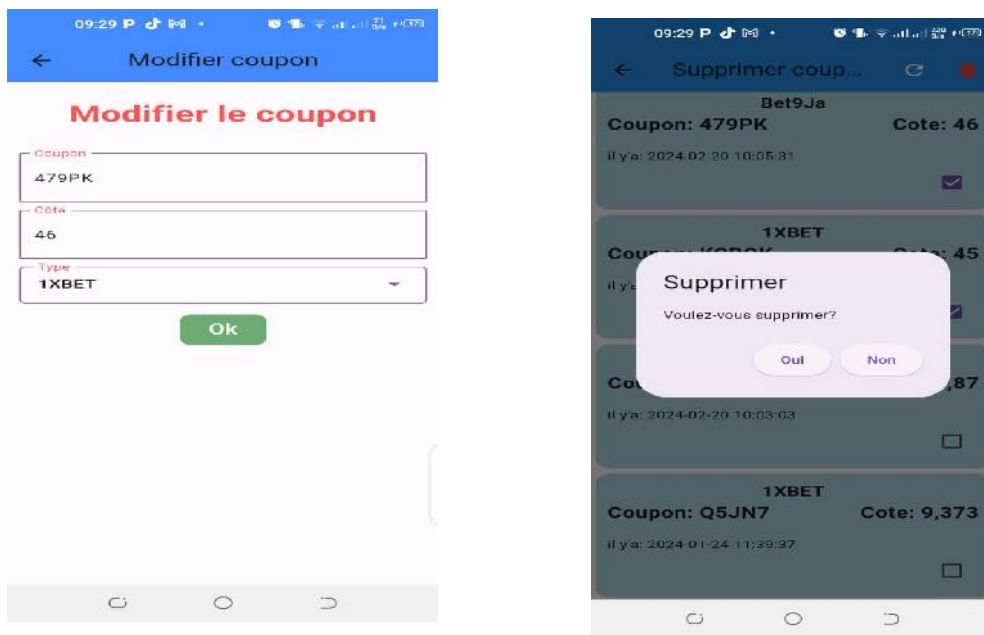 09:29
Modifier coupon
Modifier le coupon
Coupon
479PK
Côte
46
Type
1XBET
Ok
09:29
Supprimer coup...
Bet9Ja
Coupon: 479PK Cote: 46
il y'a: 2024-02-20 10:05:31
1XBET
45
il y'a
Supprimer
Voulez-vous supprimer?
Oui Non
,87
il y'a: 2024-02-20 10:03:03
1XBET
Coupon: Q5JN7 Cote: 9,373
il y'a: 2024-01-24 11:39:37